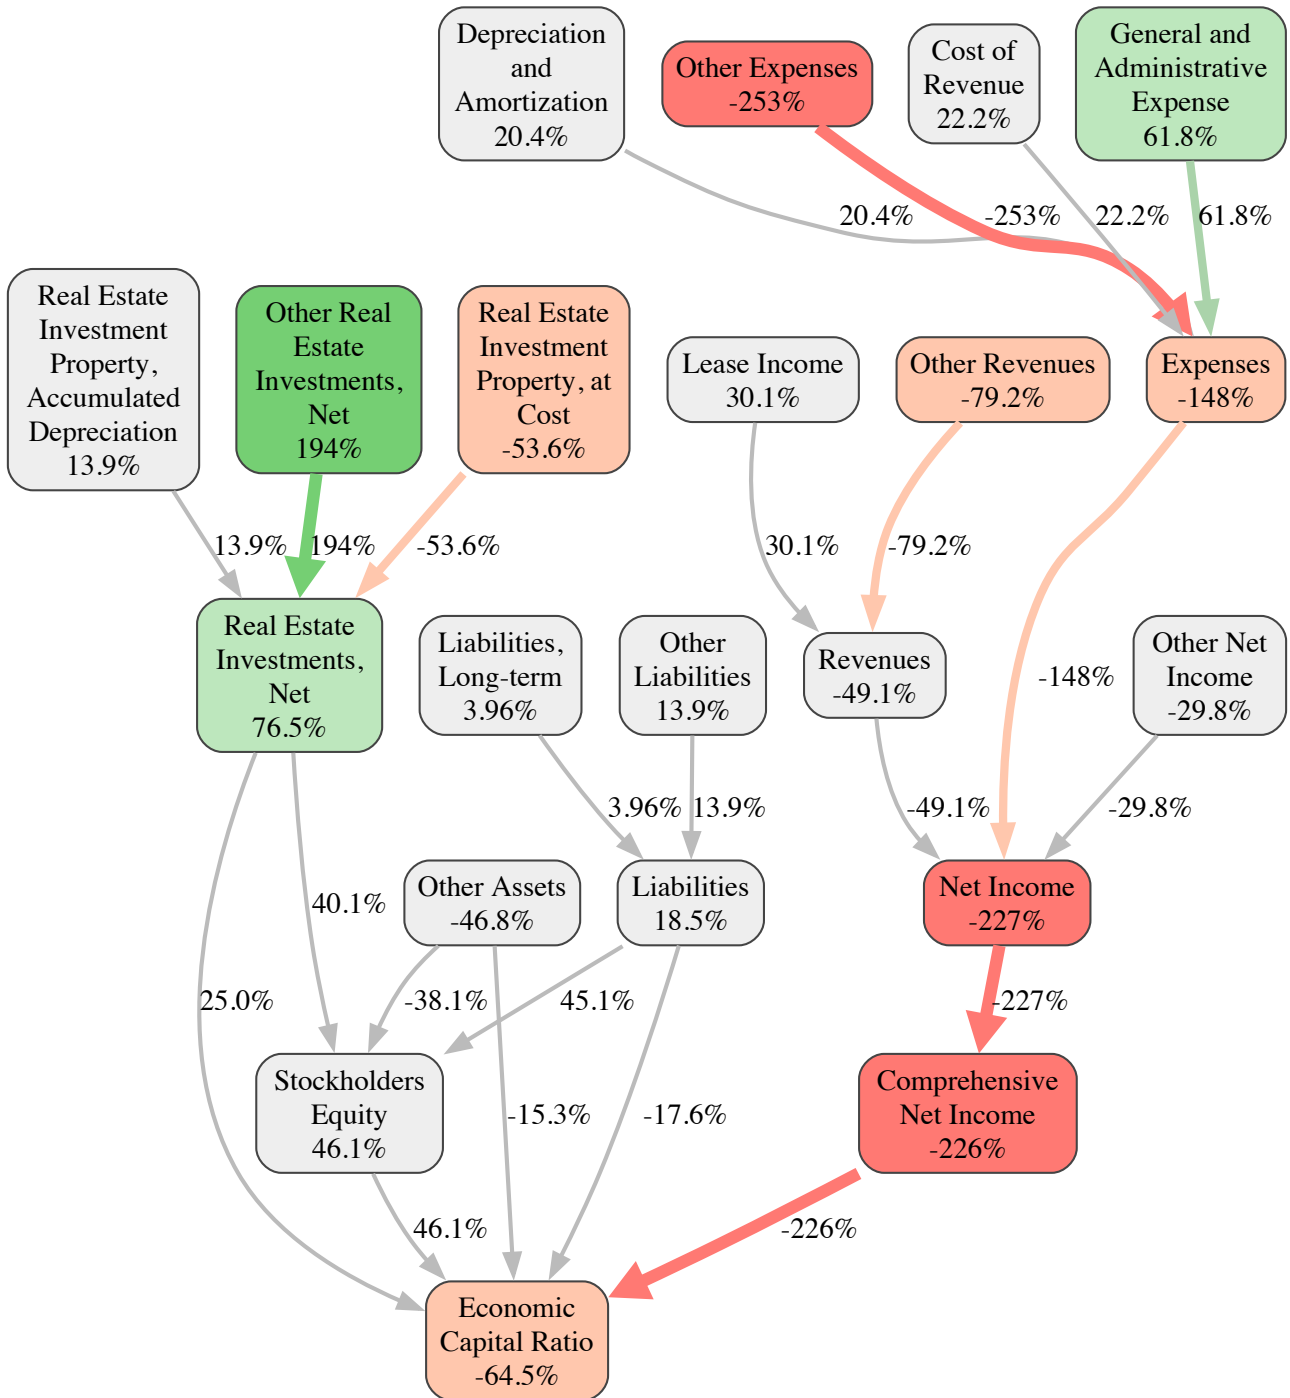 Depreciation
and
Amortization
20.4%
Other Expenses
-253%
Cost of
Revenue
22.2%
General and
Administrative
Expense
61.8%
20.4%
-253%
22.2%
61.8%
Real Estate
Investment
Property,
Accumulated
Depreciation
13.9%
Other Real
Estate
Investments,
Net
194%
Real Estate
Investment
Property, at
Cost
-53.6%
Lease Income
30.1%
Other Revenues
-79.2%
Expenses
-148%
13.9%
194%
-53.6%
30.1%
-79.2%
Real Estate
Investments,
Net
76.5%
Liabilities,
Long-term
3.96%
Other
Liabilities
13.9%
Revenues
-49.1%
-148%
Other Net
Income
-29.8%
3.96%
13.9%
-49.1%
-29.8%
40.1%
Other Assets
-46.8%
Liabilities
18.5%
Net Income
-227%
25.0%
-38.1%
45.1%
-227%
Stockholders
Equity
46.1%
-15.3%
-17.6%
Comprehensive
Net Income
-226%
46.1%
-226%
Economic
Capital Ratio
-64.5%